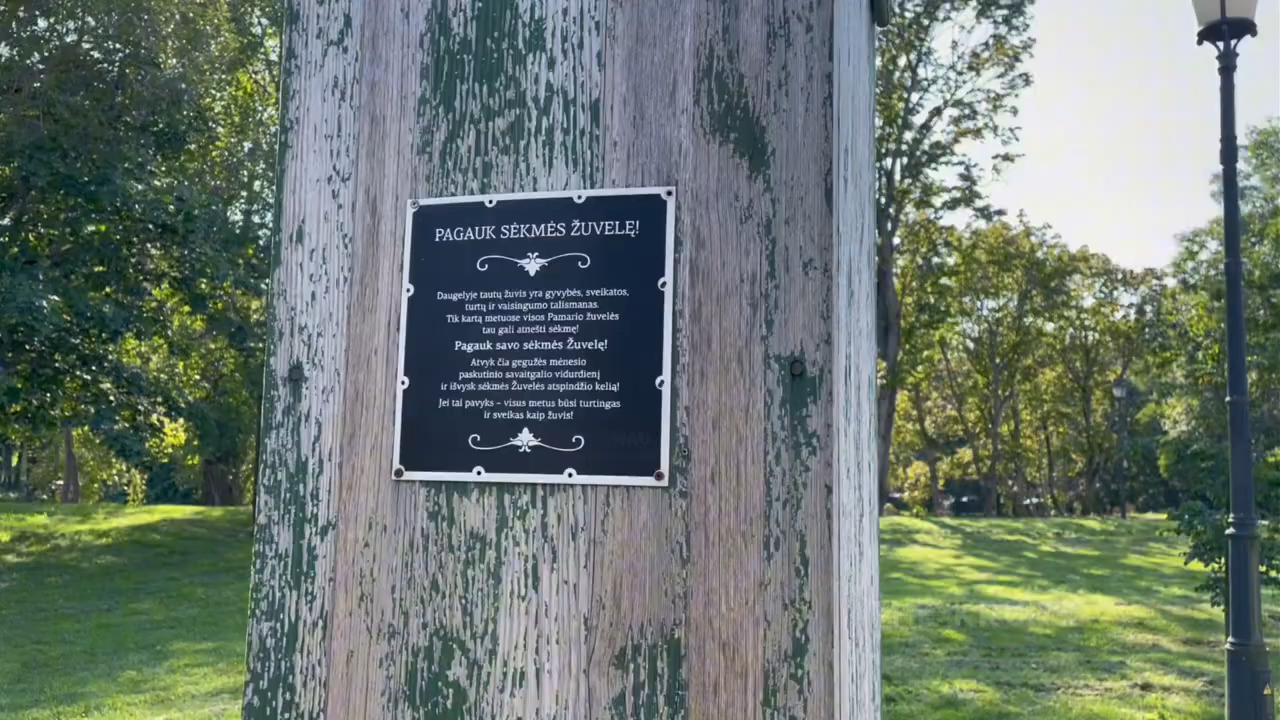 PAGAUK SĖKMĖS ŽUVELĘ!
Daugelyje tautų žuvis yra gyvybės, sveikatos,
turtų ir vaisingumo talismanas.
Tik kartą metuose visos Pamario žuvelės
tau gali atnešti sėkmę!
Pagauk savo sėkmės Žuvelę!
Atvyk čia gegužės mėnesio
paskutinio savaitgalio vidurdienį
ir išvysk sėkmės Žuvelės atspindžio kelią!
Jei tai pavyks – visus metus būsi turtingas
ir sveikas kaip žuvis!